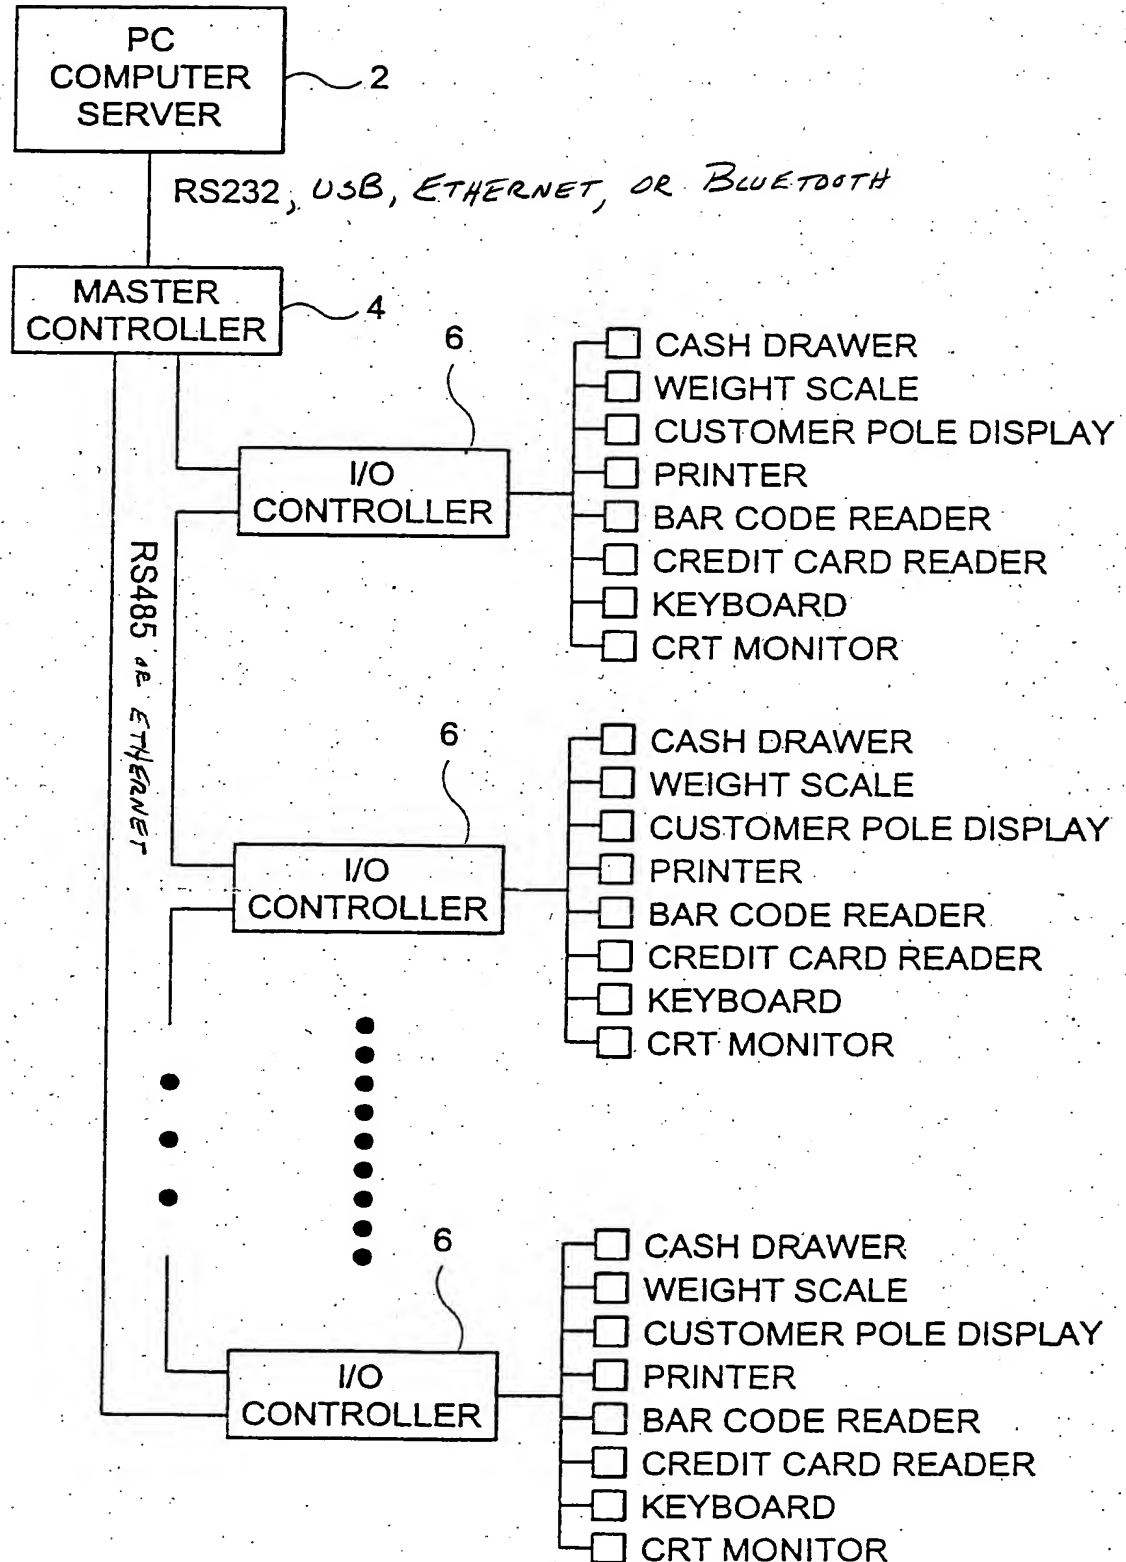 PC
COMPUTER
SERVER
2
RS232, USB, ETHERNET, OR BLUETOOTH
MASTER
CONTROLLER
4
6
I/O
CONTROLLER
CASH DRAWER
WEIGHT SCALE
CUSTOMER POLE DISPLAY
PRINTER
BAR CODE READER
CREDIT CARD READER
KEYBOARD
CRT MONITOR
RS485 OR ETHERNET
6
I/O
CONTROLLER
CASH DRAWER
WEIGHT SCALE
CUSTOMER POLE DISPLAY
PRINTER
BAR CODE READER
CREDIT CARD READER
KEYBOARD
CRT MONITOR
6
I/O
CONTROLLER
CASH DRAWER
WEIGHT SCALE
CUSTOMER POLE DISPLAY
PRINTER
BAR CODE READER
CREDIT CARD READER
KEYBOARD
CRT MONITOR